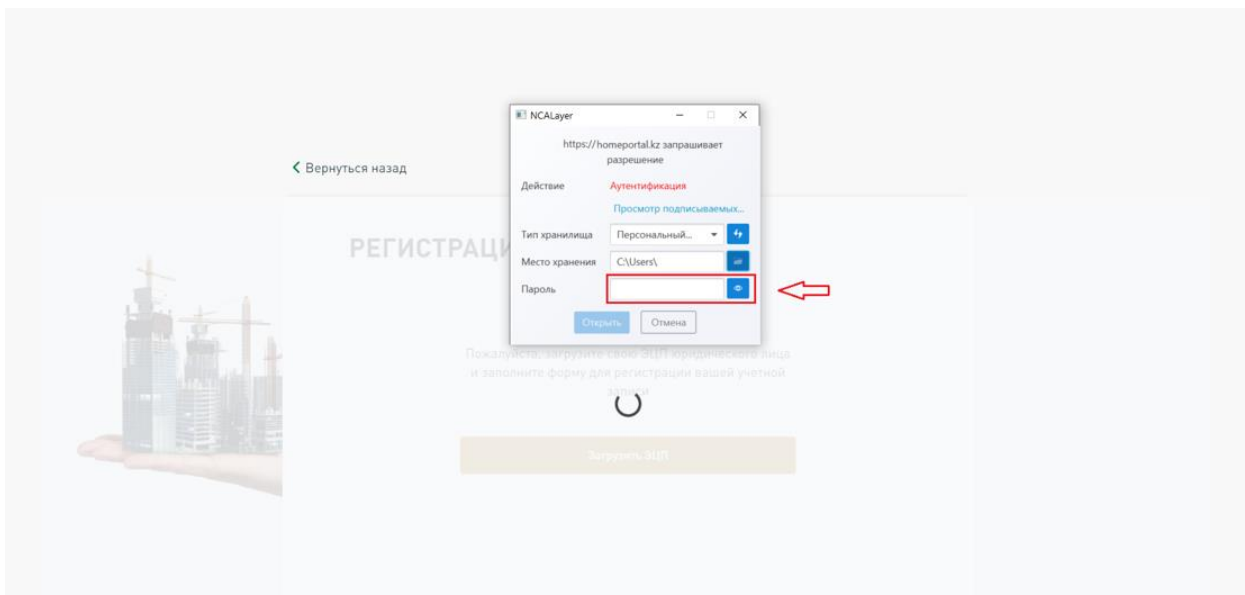 NCALayer
https://homeportal.kz запрашивает
разрешение
Вернуться назад
Действие Аутентификация
Просмотр подписываемых...
РЕГИСТРАЦИ
Тип хранилища Персональный...
Место хранения C:\Users\
Пароль
Открыть Отмена
Пожалуйста, загрузите свою ЭЦП юридического лица
и заполните форму для регистрации вашей учетной
записи
Загрузить ЭЦП